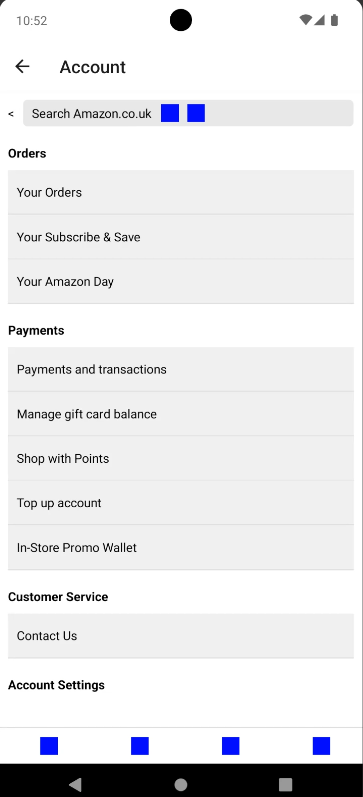 10:52
Account
< Search Amazon.co.uk
Orders
Your Orders
Your Subscribe & Save
Your Amazon Day
Payments
Payments and transactions
Manage gift card balance
Shop with Points
Top up account
In-Store Promo Wallet
Customer Service
Contact Us
Account Settings